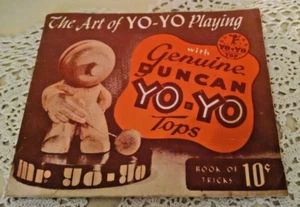 The Art of YO-YO Playing
with
Genuine
DUNCAN
YO-YO
Tops
mr yo-yo
BOOK OF
TRICKS
10¢